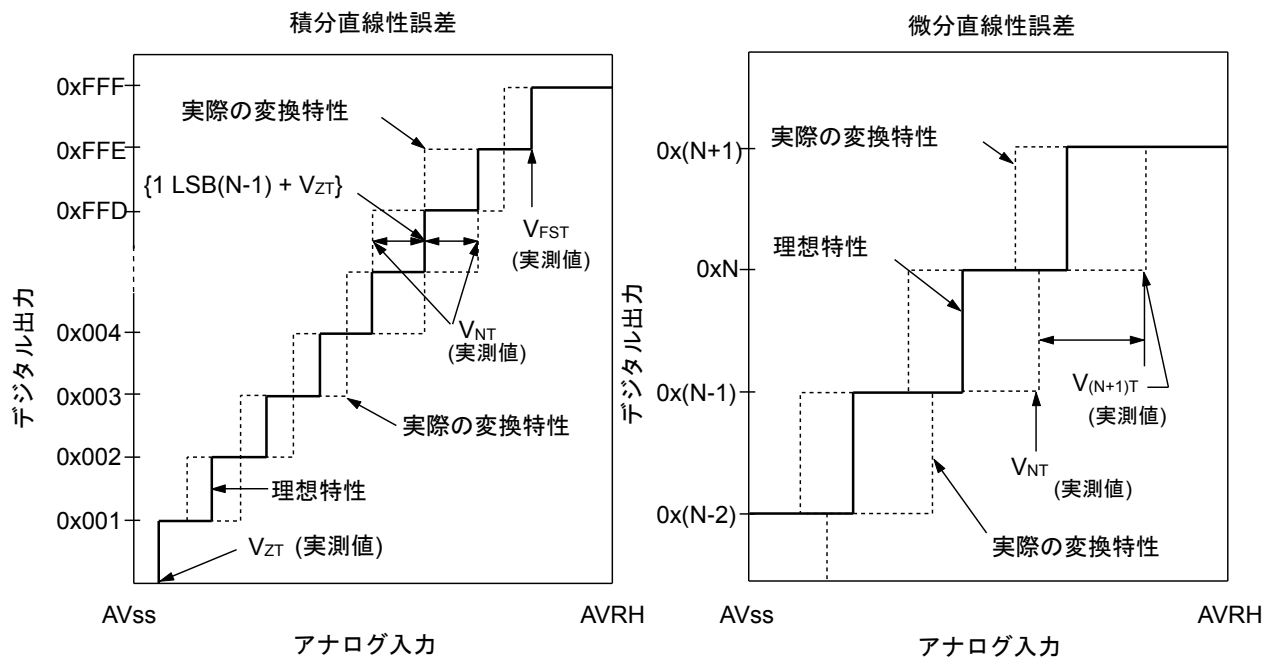 積分直線性誤差
0xFFF
0xFFE
0xFFD
0x004
0x003
0x002
0x001
デジタル出力
実際の変換特性
{1 LSB(N-1) + VZT}
VFST
(実測値)
VNT
(実測値)
実際の変換特性
理想特性
VZT (実測値)
AVss
AVRH
アナログ入力
微分直線性誤差
0x(N+1)
0xN
0x(N-1)
0x(N-2)
デジタル出力
実際の変換特性
理想特性
V(N+1)T
(実測値)
VNT
(実測値)
実際の変換特性
AVss
AVRH
アナログ入力